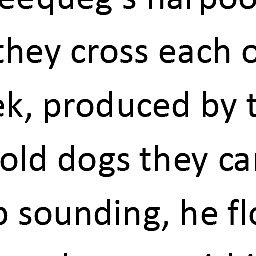 eequeg's harpoo
they cross each o
ek, produced by t
old dogs they ca
p sounding, he flo